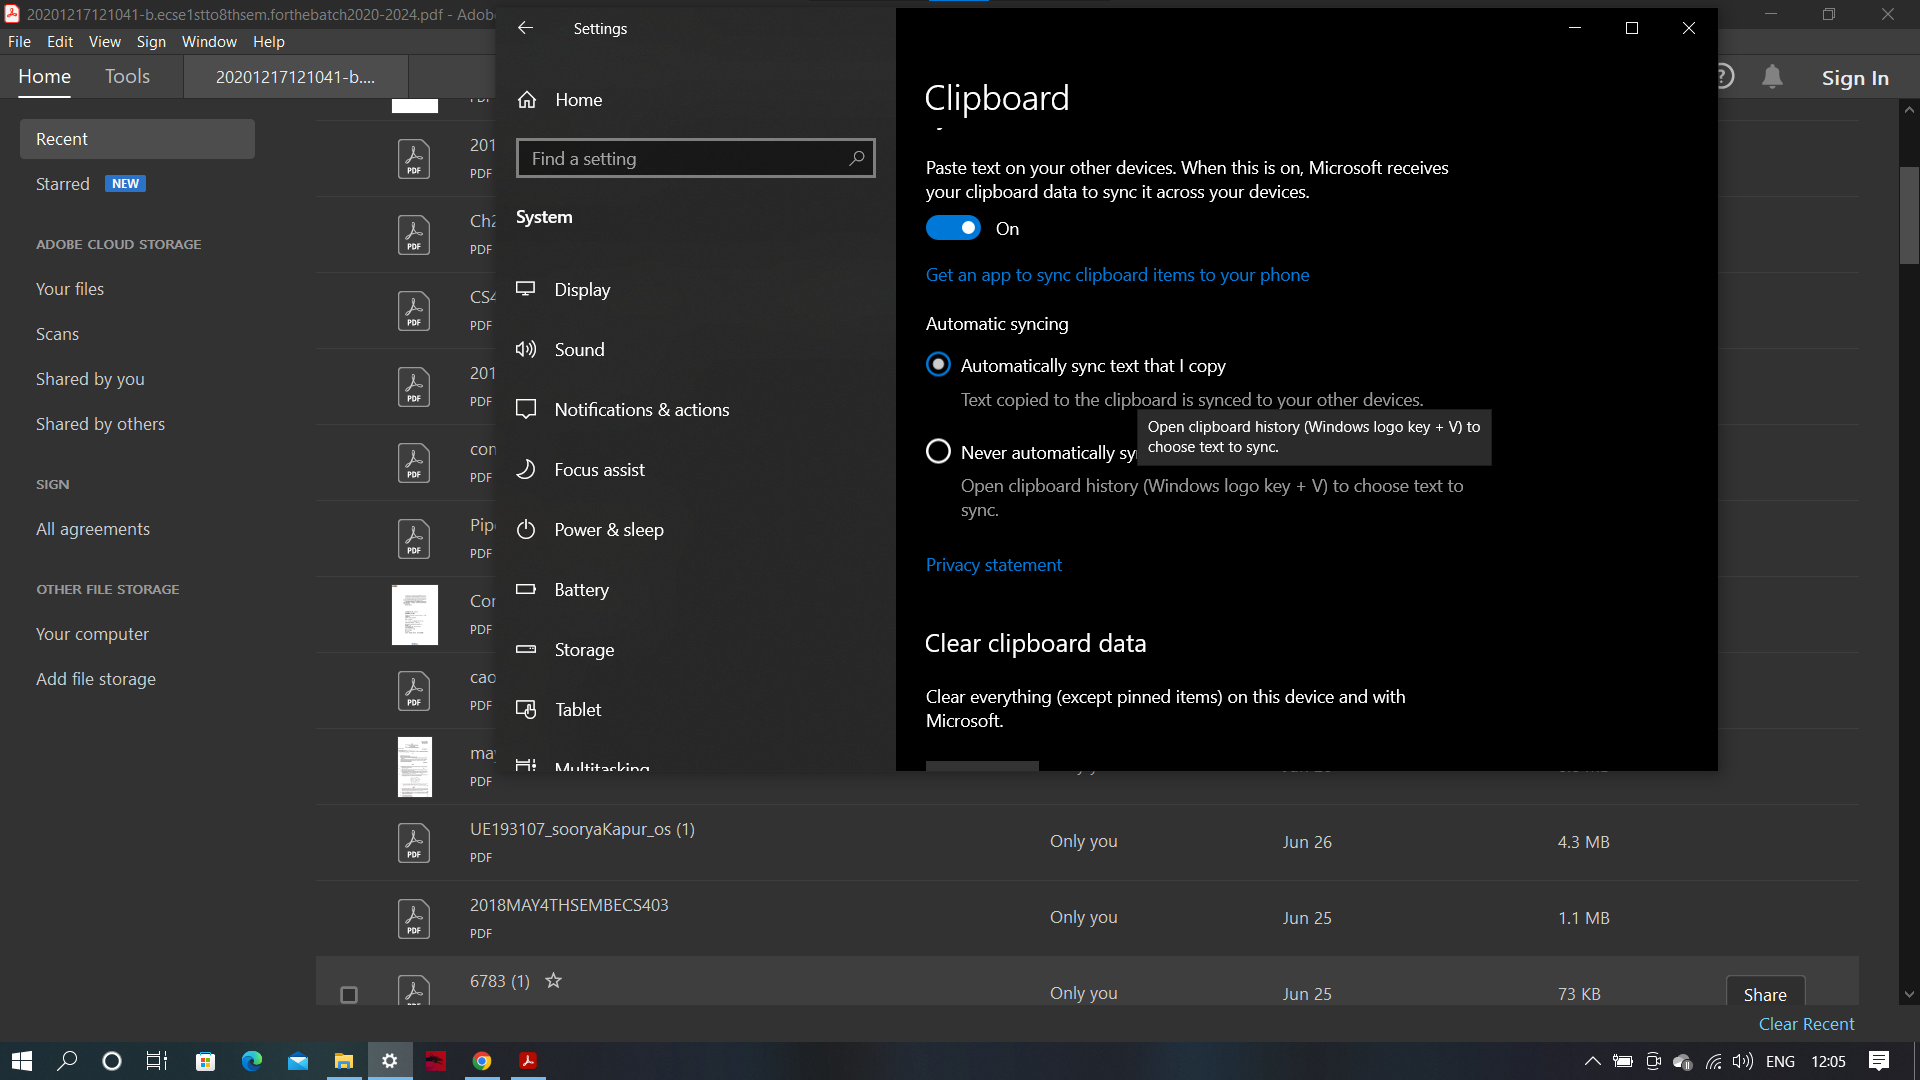 20201217121041-b.ecse1stto8thsem.forthebatch2020-2024.pdf - Adob
File Edit View Sign Window Help
Home Tools 20201217121041-b.... Sign In
Recent
Starred NEW
ADOBE CLOUD STORAGE
Your files
Scans
Shared by you
Shared by others
SIGN
All agreements
OTHER FILE STORAGE
Your computer
Add file storage
201
PDF
Ch2
PDF
CS4
PDF
201
PDF
con
PDF
Pip
PDF
Cor
PDF
cao
PDF
may
PDF
UE193107_sooryaKapur_os (1)
PDF
Only you Jun 26 4.3 MB
2018MAY4THSEMBECS403
PDF
Only you Jun 25 1.1 MB
6783 (1)
Only you Jun 25 73 KB Share
Clear Recent
Settings
Home
Find a setting
System
Display
Sound
Notifications & actions
Focus assist
Power & sleep
Battery
Storage
Tablet
Multitasking
Clipboard
Paste text on your other devices. When this is on, Microsoft receives
your clipboard data to sync it across your devices.
On
Get an app to sync clipboard items to your phone
Automatic syncing
Automatically sync text that I copy
Text copied to the clipboard is synced to your other devices.
Open clipboard history (Windows logo key + V) to
choose text to sync.
Never automatically sy
Open clipboard history (Windows logo key + V) to choose text to
sync.
Privacy statement
Clear clipboard data
Clear everything (except pinned items) on this device and with
Microsoft.
ENG 12:05